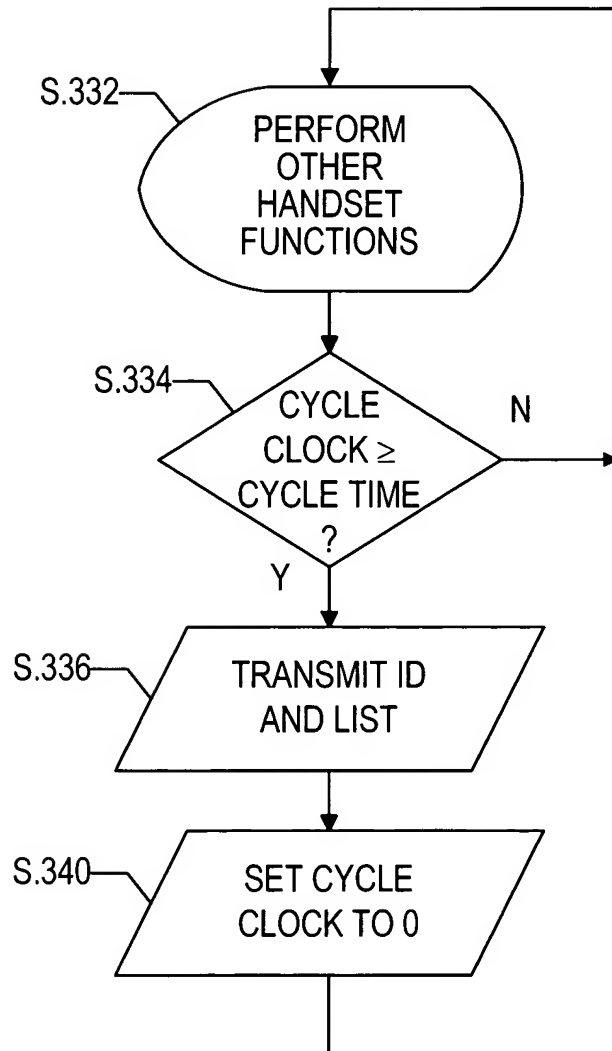 S.332
PERFORM
OTHER
HANDSET
FUNCTIONS
S.334
CYCLE
CLOCK ≥
CYCLE TIME
?
N
Y
S.336
TRANSMIT ID
AND LIST
S.340
SET CYCLE
CLOCK TO 0